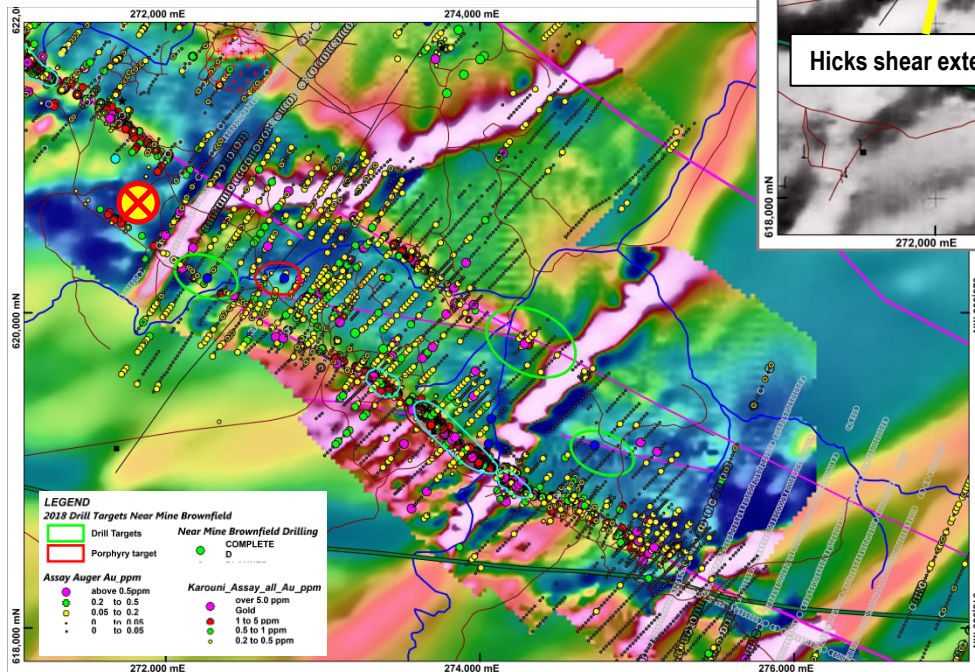 272,000 mE
274,000 mE
Hicks shear exte
618,000 mN
272,000 mE
620,000 mN
LEGEND
2018 Drill Targets Near Mine Brownfield
Drill Targets
Porphyry target
Near Mine Brownfield Drilling
COMPLETE
D
Assay Auger Au_ppm
above 0.5ppm
0.2 to 0.5
0.05 to 0.2
0 to 0.05
0 to 0.05
Karouni_Assay_all_Au_ppm
over 5.0 ppm
Gold
1 to 5 ppm
0.5 to 1 ppm
0.2 to 0.5 ppm
618,000 mN
272,000 mE
274,000 mE
276,000 mE